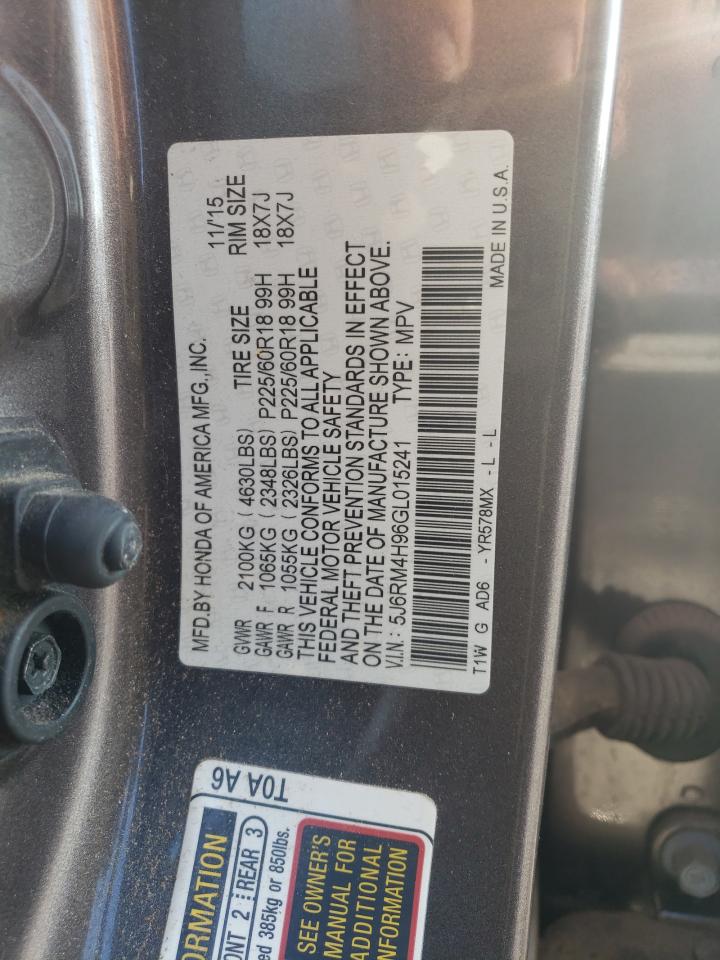 MFD.BY HONDA OF AMERICA MFG.,INC. 11/'15
GVWR 2100KG ( 4630LBS) TIRE SIZE RIM SIZE
GAWR F 1065KG ( 2348LBS) P225/60R18 99H 18X7J
GAWR R 1055KG ( 2326LBS) P225/60R18 99H 18X7J
THIS VEHICLE CONFORMS TO ALL APPLICABLE
FEDERAL MOTOR VEHICLE SAFETY
AND THEFT PREVENTION STANDARDS IN EFFECT
ON THE DATE OF MANUFACTURE SHOWN ABOVE.
V.I.N.: 5J6RM4H96GL015241 TYPE: MPV
T1W G AD6 - YR578MX - L - L MADE IN U.S.A.
T0A A6
ORMATION
ONT 2 REAR 3
ed 385kg or 850lbs.
SEE OWNER'S
MANUAL FOR
ADDITIONAL
INFORMATION